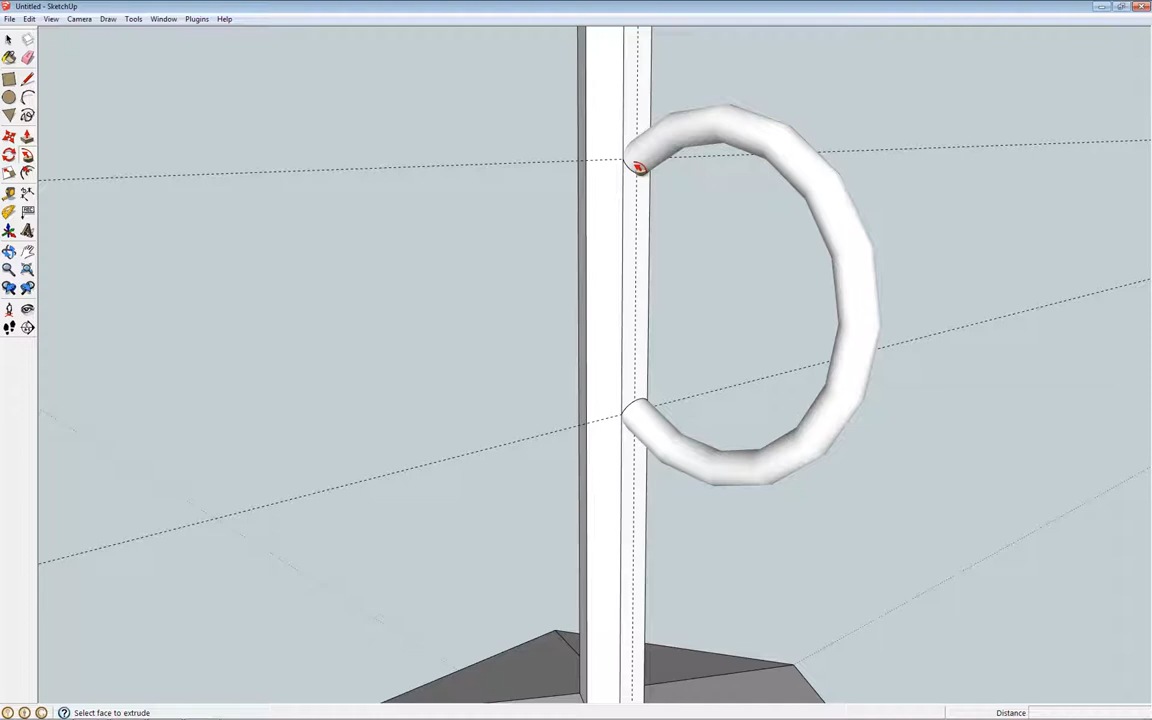 Untitled - SketchUp
File Edit View Camera Draw Tools Window Plugins Help
Select face to extrude
Distance